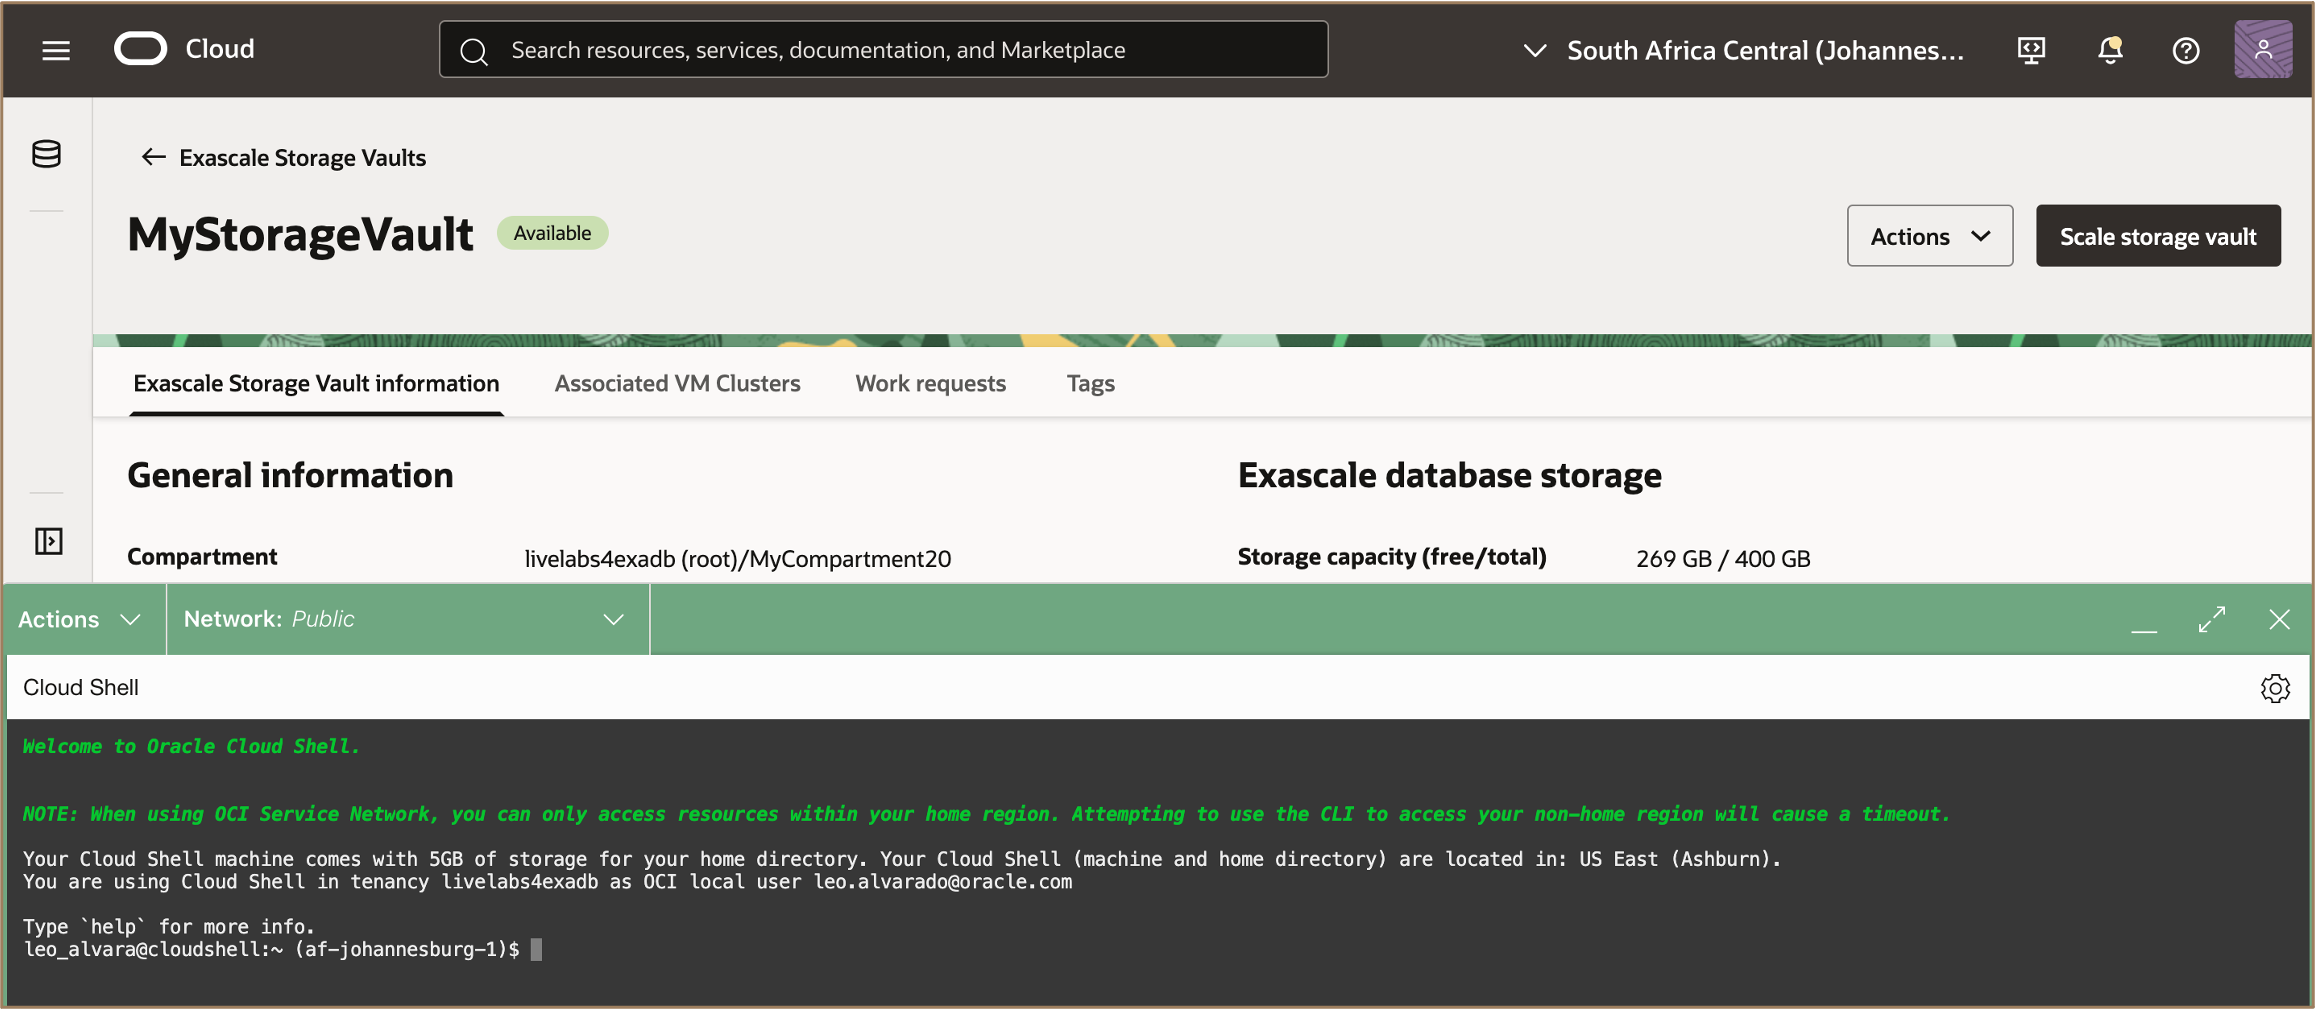 Cloud
Search resources, services, documentation, and Marketplace
South Africa Central (Johannes...
Exascale Storage Vaults
MyStorageVault
Available
Actions
Scale storage vault
Exascale Storage Vault information
Associated VM Clusters
Work requests
Tags
General information
Compartment
livelabs4exadb (root)/MyCompartment20
Exascale database storage
Storage capacity (free/total)
269 GB / 400 GB
Actions
Network: Public
Cloud Shell
Welcome to Oracle Cloud Shell.
NOTE: When using OCI Service Network, you can only access resources within your home region. Attempting to use the CLI to access your non-home region will cause a timeout.
Your Cloud Shell machine comes with 5GB of storage for your home directory. Your Cloud Shell (machine and home directory) are located in: US East (Ashburn).
You are using Cloud Shell in tenancy livelabs4exadb as OCI local user leo.alvarado@oracle.com
Type `help` for more info.
leo_alvara@cloudshell:~ (af-johannesburg-1)$